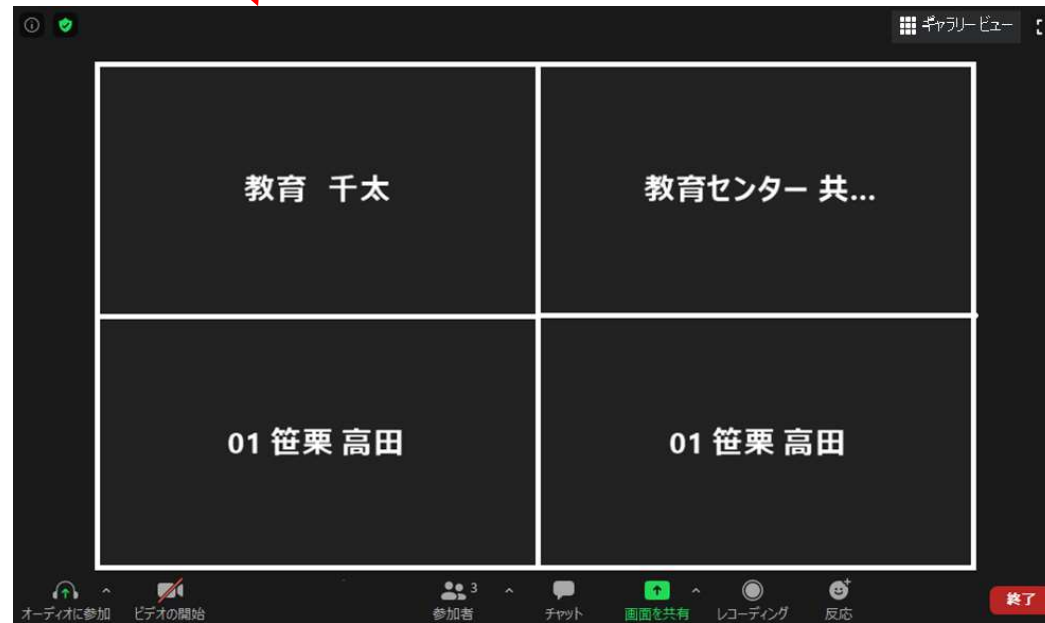 ギャラリービュー
教育 千太
教育センター 共...
01 笹栗 高田
01 笹栗 高田
オーディオに参加
ビデオの開始
3
参加者
チャット
画面を共有
レコーディング
反応
終了